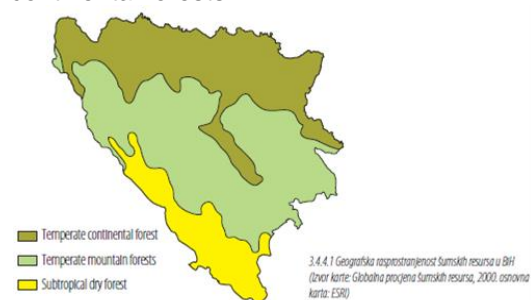 Temperate continental forest
Temperate mountain forests
Subtropical dry forest
3.4.4.1 Geografska rasprostranjenost šumskih resursa u BiH
(Izvor karte: Globalna procjena šumskih resursa, 2000. osnovna
karta: ESRI)